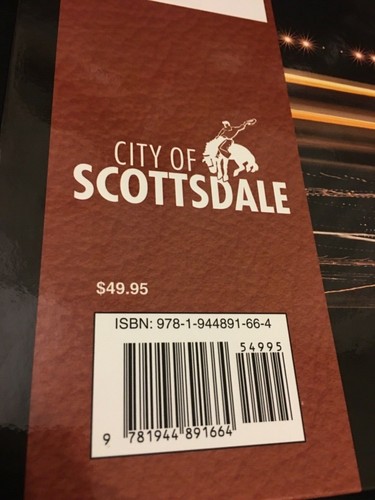 CITY OF
SCOTTSDALE
$49.95
ISBN: 978-1-944891-66-4
54995
9 781944 891664